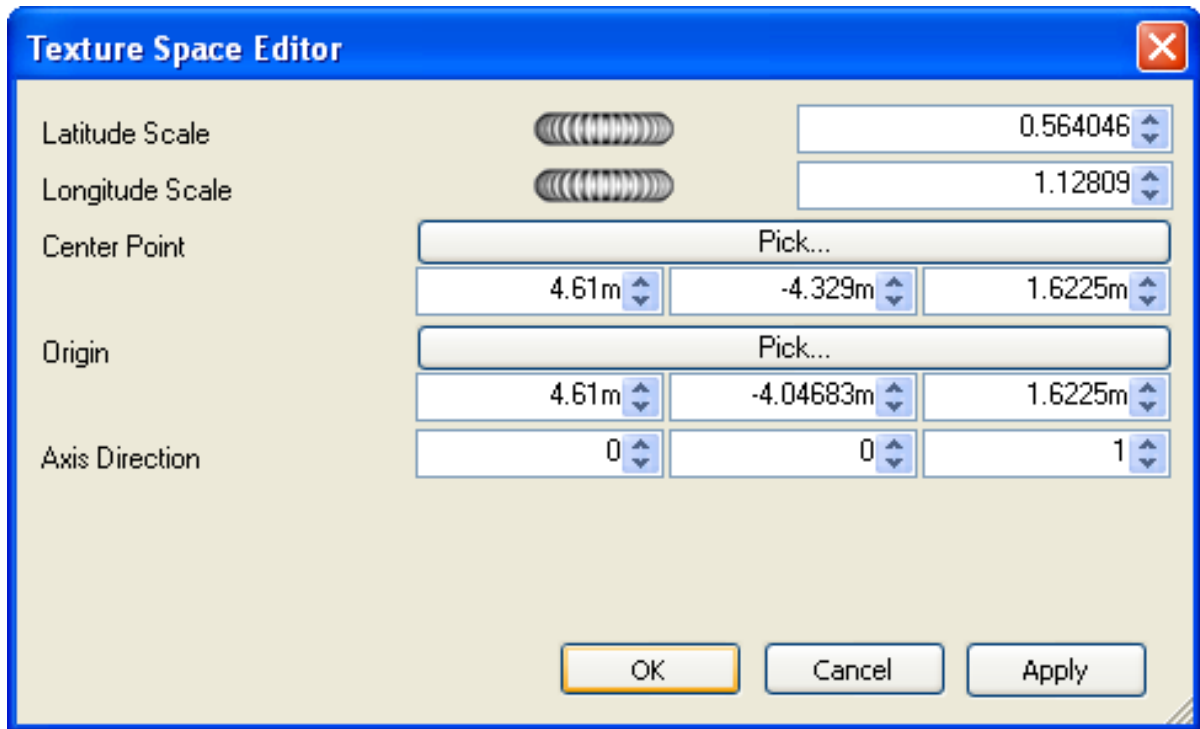 Texture Space Editor
Latitude Scale 0.564046
Longitude Scale 1.12809
Center Point Pick...
4.61m -4.329m 1.6225m
Origin Pick...
4.61m -4.04683m 1.6225m
Axis Direction 0 0 1
OK Cancel Apply